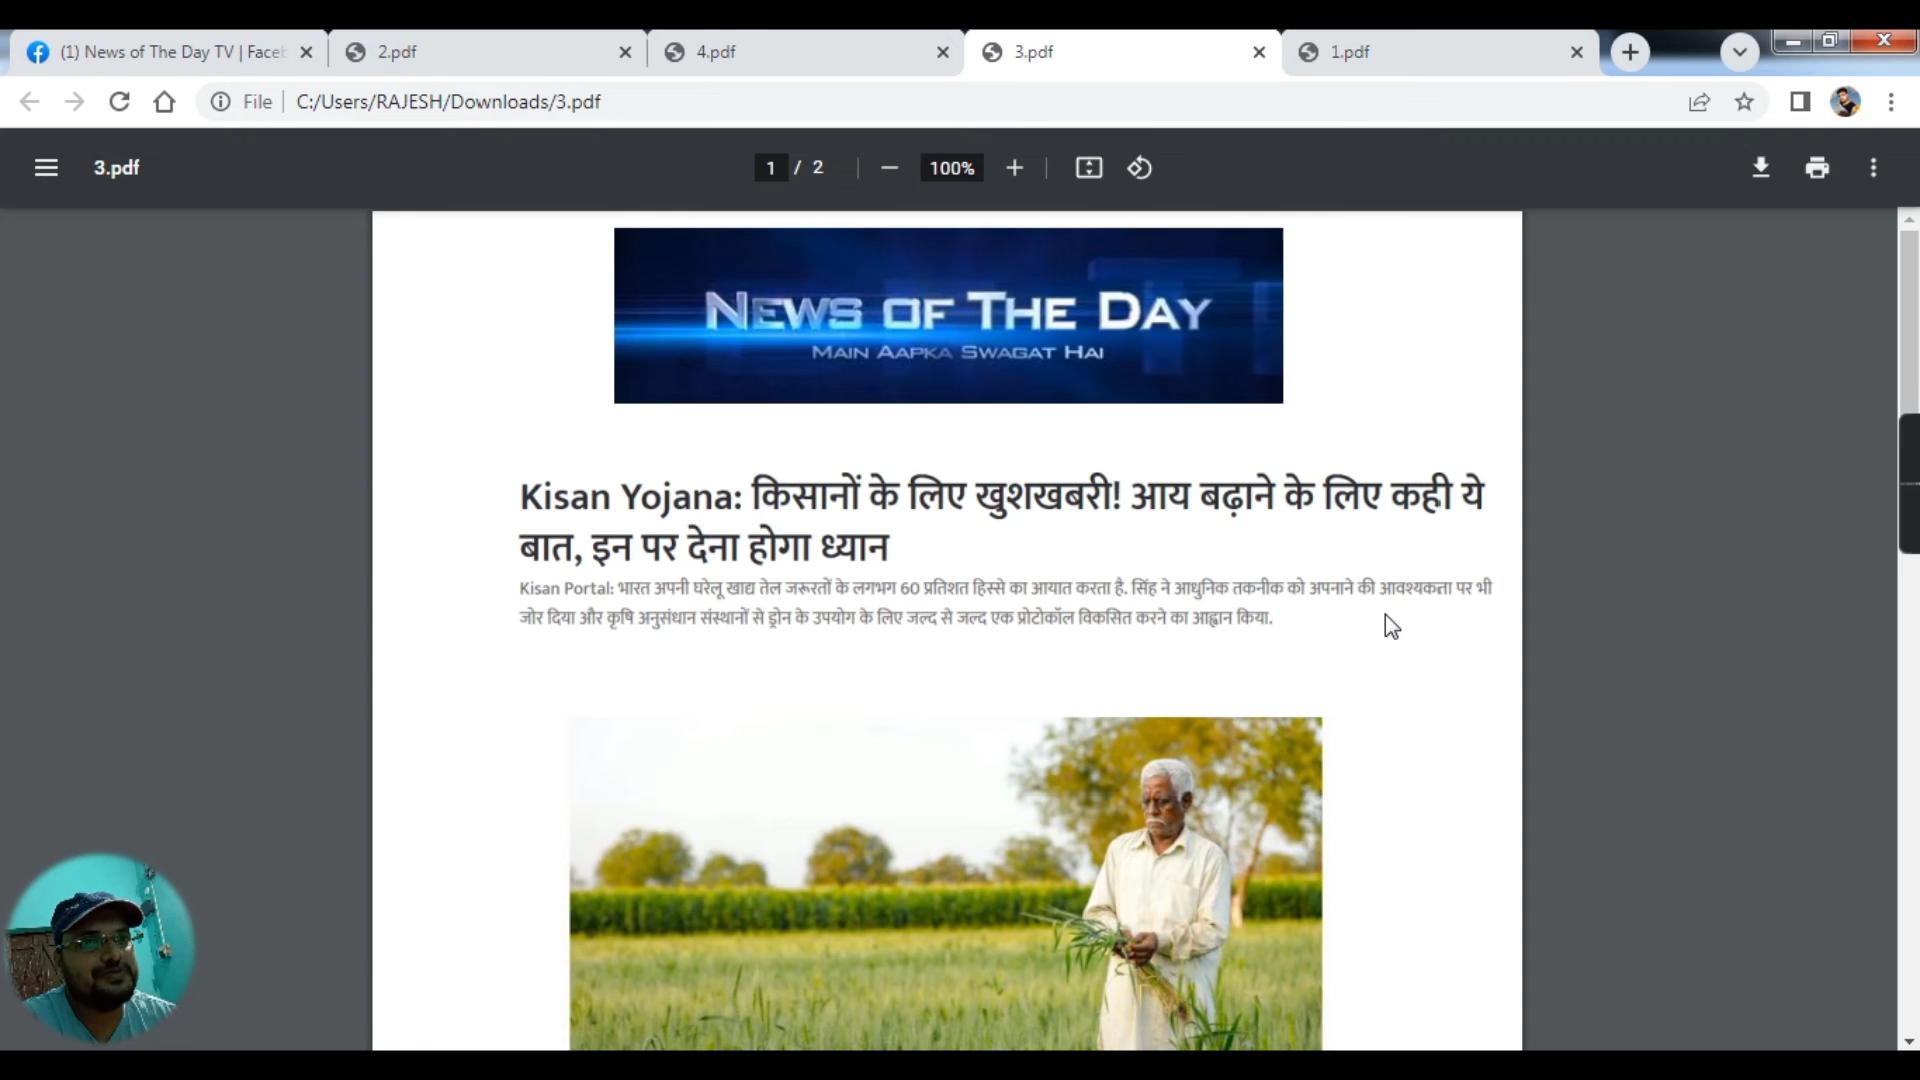 (1) News of The Day TV | Faceb
2.pdf
4.pdf
3.pdf
1.pdf
File
C:/Users/RAJESH/Downloads/3.pdf
3.pdf
1 / 2
100%
NEWS OF THE DAY
MAIN AAPKA SWAGAT HAI
Kisan Yojana: किसानों के लिए खुशखबरी! आय बढ़ाने के लिए कही ये
बात, इन पर देना होगा ध्यान
Kisan Portal: भारत अपनी घरेलू खाद्य तेल जरूरतों के लगभग 60 प्रतिशत हिस्से का आयात करता है. सिंह ने आधुनिक तकनीक को अपनाने की आवश्यकता पर भी
जोर दिया और कृषि अनुसंधान संस्थानों से ड्रोन के उपयोग के लिए जल्द से जल्द एक प्रोटोकॉल विकसित करने का आह्वान किया.